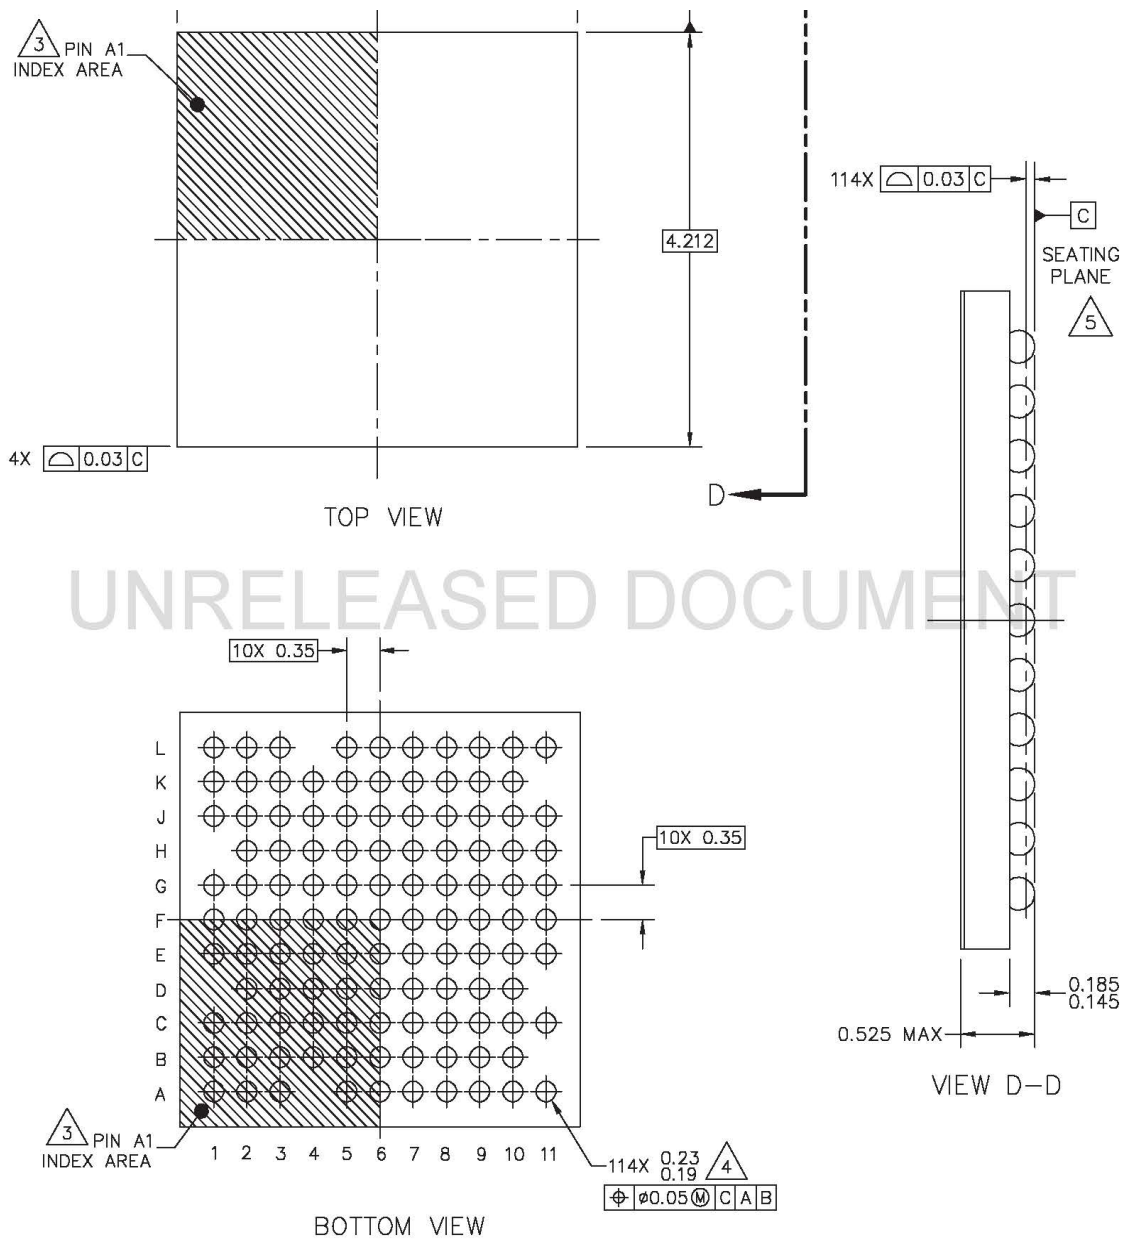 3 PIN A1
INDEX AREA
4.212
4X 0.03 C
D
TOP VIEW
114X 0.03 C
C
SEATING
PLANE
5
UNRELEASED DOCUMENT
10X 0.35
L
K
J
H
G
F
E
D
C
B
A
10X 0.35
3 PIN A1
INDEX AREA
1 2 3 4 5 6 7 8 9 10 11
114X 0.23
0.19
4
⌀0.05 Ⓜ C A B
BOTTOM VIEW
0.185
0.145
0.525 MAX
VIEW D-D